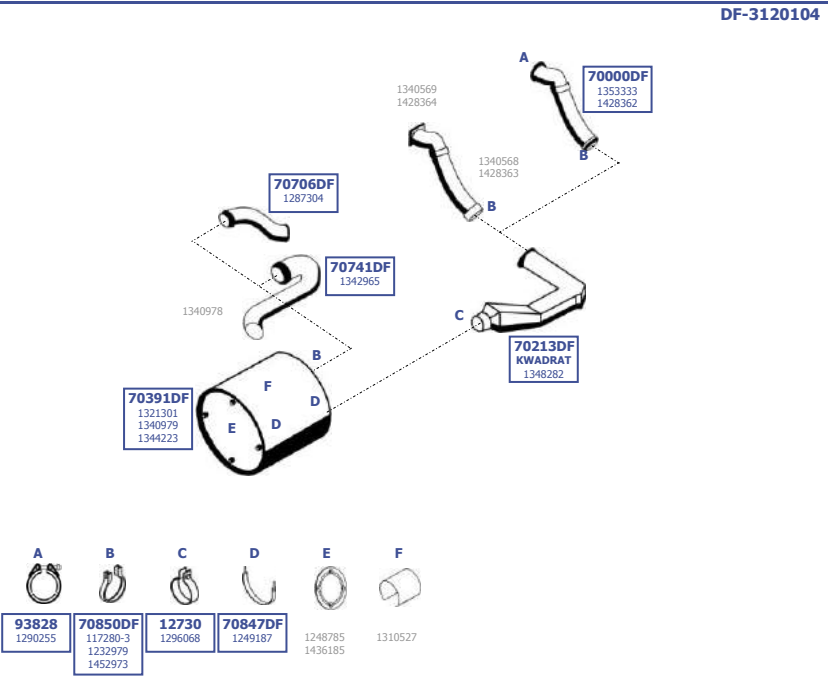 DF-3120104
A
70000DF
1353333
1428362
B
1340569
1428364
1340568
1428363
B
70706DF
1287304
70741DF
1342965
1340978
C
70213DF
KWADRAT
1348282
B
F
D
E
D
70391DF
1321301
1340979
1344223
A
B
C
D
E
F
93828
1290255
70850DF
117280-3
1232979
1452973
12730
1296068
70847DF
1249187
1248785
1436185
1310527